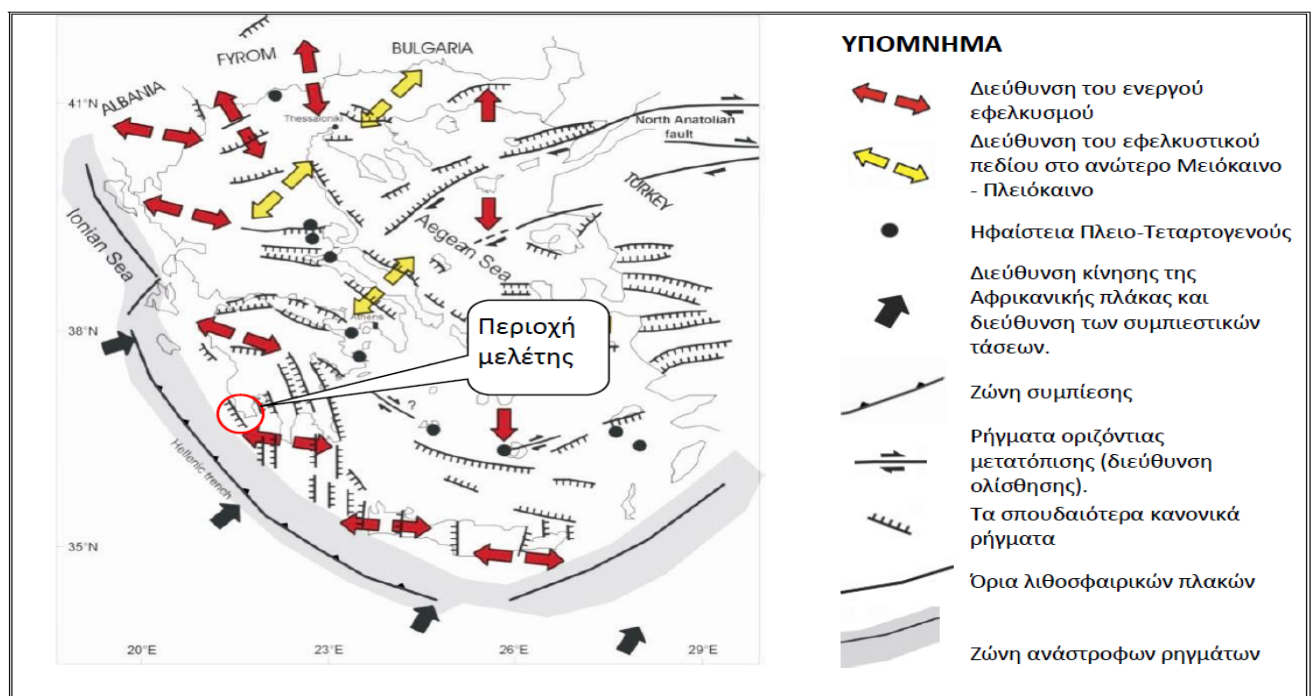 FYROM
BULGARIA
ALBANIA
41°N
Thessaloniki
North Anatolian
fault
TURKEY
Ionian Sea
Aegean Sea
38°N
Athens
Περιοχή
μελέτης
?
Hellenic trench
35°N
20°E
23°E
26°E
29°E
ΥΠΟΜΝΗΜΑ
Διεύθυνση του ενεργού
εφελκυσμού
Διεύθυνση του εφελκυστικού
πεδίου στο ανώτερο Μειόκαινο
- Πλειόκαινο
Ηφαίστεια Πλειο-Τεταρτογενούς
Διεύθυνση κίνησης της
Αφρικανικής πλάκας και
διεύθυνση των συμπιεστικών
τάσεων.
Ζώνη συμπίεσης
Ρήγματα οριζόντιας
μετατόπισης (διεύθυνση
ολίσθησης).
Τα σπουδαιότερα κανονικά
ρήγματα
Όρια λιθοσφαιρικών πλακών
Ζώνη ανάστροφων ρηγμάτων